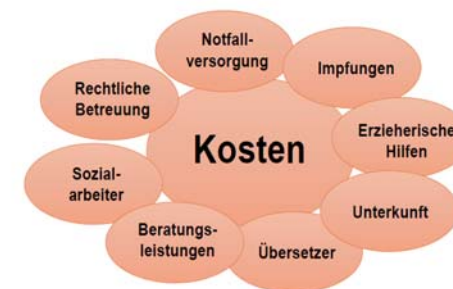 Notfall-
versorgung
Impfungen
Rechtliche
Betreuung
Erzieherische
Hilfen
Kosten
Sozial-
arbeiter
Unterkunft
Beratungs-
leistungen
Übersetzer